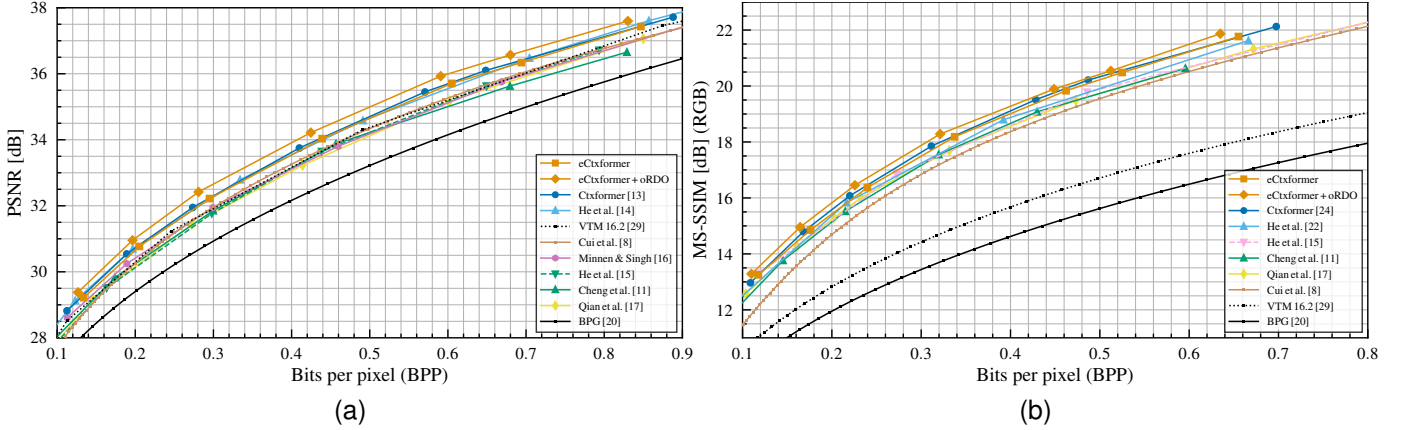 38
36
34
32
30
28
PSNR [dB]
0.1 0.2 0.3 0.4 0.5 0.6 0.7 0.8 0.9
Bits per pixel (BPP)
eCtxformer
eCtxformer + oRDO
Ctxformer [13]
He et al. [14]
VTM 16.2 [29]
Cui et al. [8]
Minnen & Singh [16]
He et al. [15]
Cheng et al. [11]
Qian et al. [17]
BPG [20]
(a)
22
20
18
16
14
12
MS-SSIM [dB] (RGB)
0.1 0.2 0.3 0.4 0.5 0.6 0.7 0.8
Bits per pixel (BPP)
eCtxformer
eCtxformer + oRDO
Ctxformer [24]
He et al. [22]
He et al. [15]
Cheng et al. [11]
Qian et al. [17]
Cui et al. [8]
VTM 16.2 [29]
BPG [20]
(b)